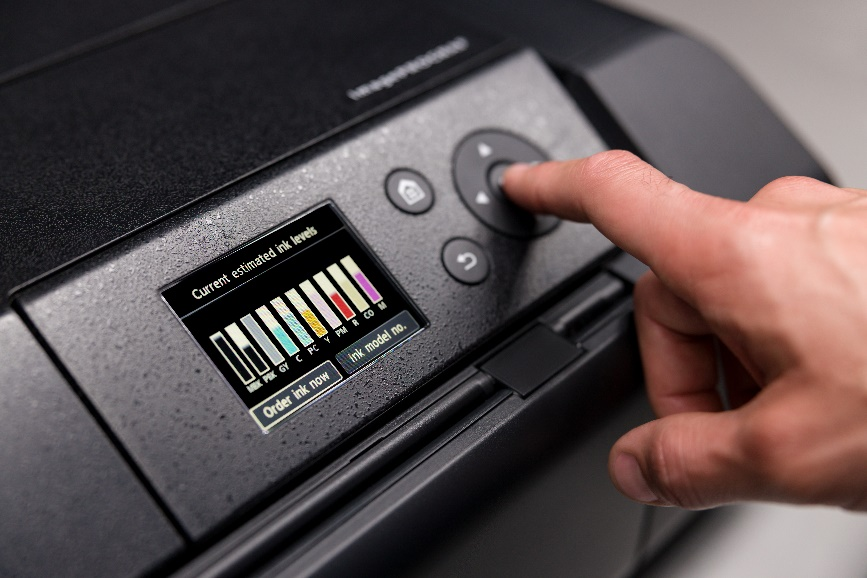 Current estimated ink levels
MBK PBK GY C PC Y PM R CO M
Order ink now
Ink model no.